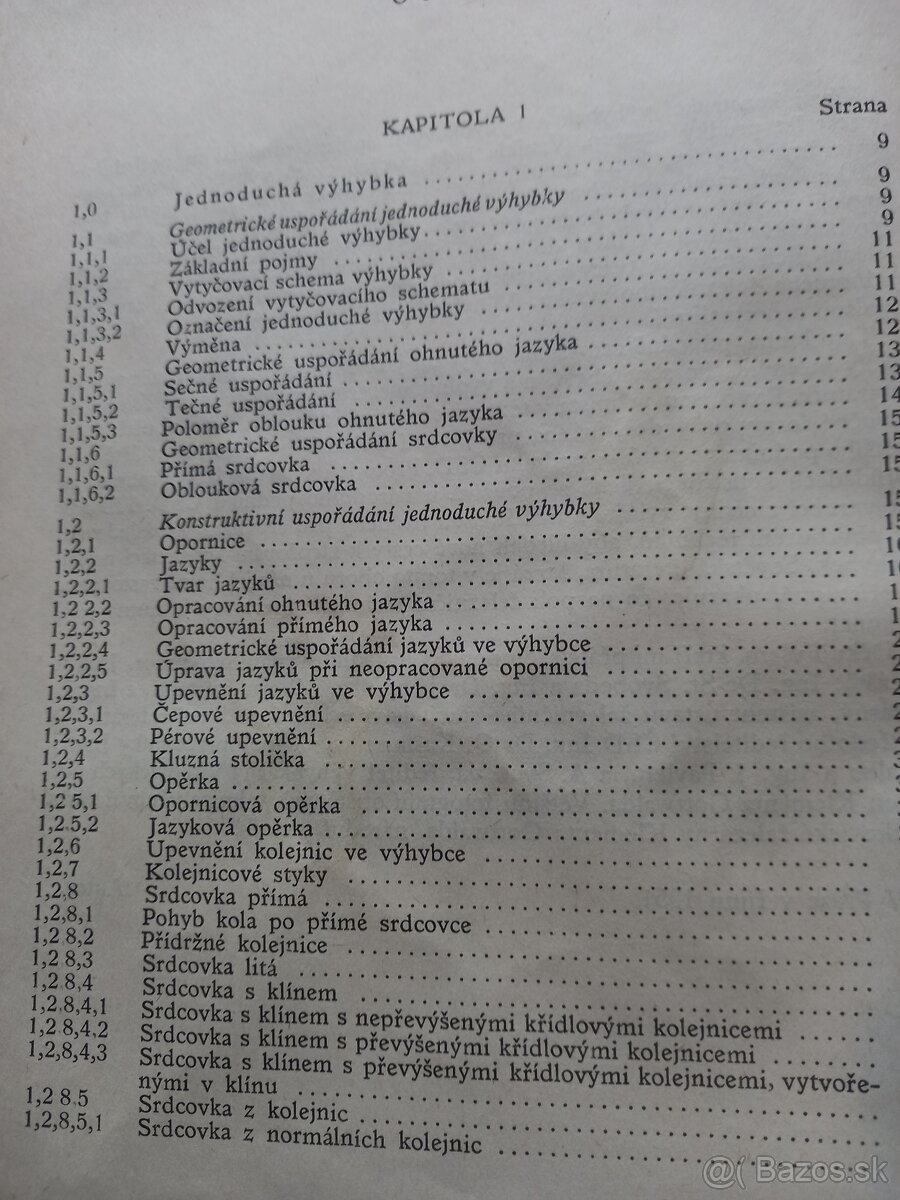 KAPITOLA I
Strana
1,0 Jednoduchá výhybka 9
1,1 Geometrické uspořádání jednoduché výhybky 9
1,1,1 Účel jednoduché výhybky 9
1,1,2 Základní pojmy 9
1,1,3 Vytyčovací schema výhybky 11
1,1,3,1 Odvození vytyčovacího schematu 11
1,1,3,2 Označení jednoduché výhybky 11
1,1,4 Výměna 12
1,1,5 Geometrické uspořádání ohnutého jazyka 12
1,1,5,1 Sečné uspořádání 13
1,1,5,2 Tečné uspořádání 13
1,1,5,3 Poloměr oblouku ohnutého jazyka 14
1,1,6 Geometrické uspořádání srdcovky 15
1,1,6,1 Přímá srdcovka 15
1,1,6,2 Oblouková srdcovka 15
1,2 Konstruktivní uspořádání jednoduché výhybky
1,2,1 Opornice
1,2,2 Jazyky
1,2,2,1 Tvar jazyků
1,2 2,2 Opracování ohnutého jazyka
1,2,2,3 Opracování přímého jazyka
1,2,2,4 Geometrické uspořádání jazyků ve výhybce
1,2,2,5 Úprava jazyků při neopracované opornici
1,2,3 Upevnění jazyků ve výhybce
1,2,3,1 Čepové upevnění
1,2,3,2 Pérové upevnění
1,2,4 Kluzná stolička
1,2,5 Opěrka
1,2 5,1 Opornicová opěrka
1,2,5,2 Jazyková opěrka
1,2,6 Upevnění kolejnic ve výhybce
1,2,7 Kolejnicové styky
1,2,8 Srdcovka přímá
1,2,8,1 Pohyb kola po přímé srdcovce
1,2 8,2 Přídržné kolejnice
1,2,8,3 Srdcovka litá
1,2,8,4 Srdcovka s klínem
1,2,8,4,1 Srdcovka s klínem s nepřevýšenými křídlovými kolejnicemi
1,2,8,4,2 Srdcovka s klínem s převýšenými křídlovými kolejnicemi
1,2,8,4,3 Srdcovka s klínem s převýšenými křídlovými kolejnicemi, vytvoře-
nými v klínu
1,2 8.5 Srdcovka z kolejnic
1,2,8,5,1 Srdcovka z normálních kolejnic
@( Bazos.sk